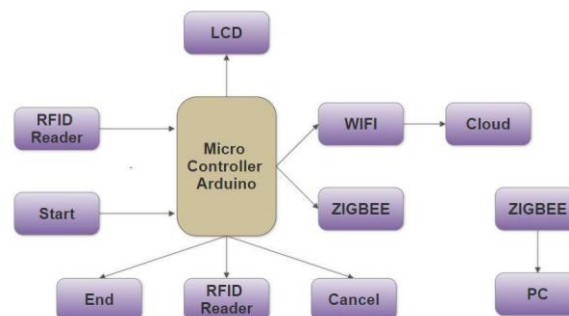 LCD
RFID
Reader
Micro
Controller
Arduino
WIFI
Cloud
Start
ZIGBEE
ZIGBEE
End
RFID
Reader
Cancel
PC